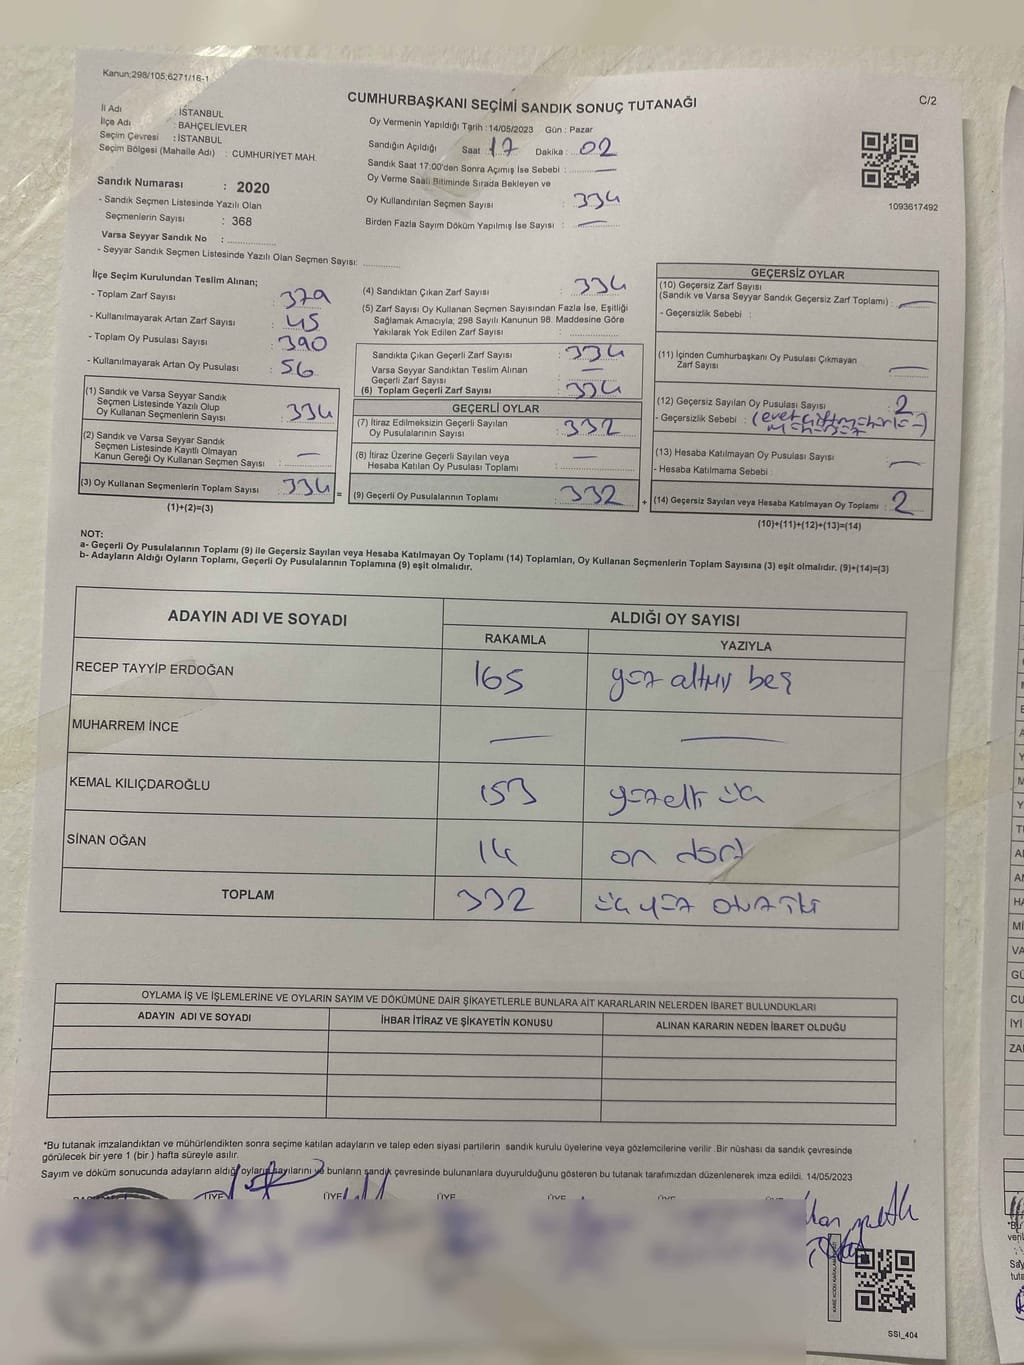 Kanun;298/105;6271/18-1
C/2
CUMHURBAŞKANI SEÇİMİ SANDIK SONUÇ TUTANAĞI
İl Adı : İSTANBUL
İlçe Adı : BAHÇELİEVLER
Seçim Çevresi : İSTANBUL
Seçim Bölgesi (Mahalle Adı) : CUMHURİYET MAH.
Sandık Numarası : 2020
- Sandık Seçmen Listesinde Yazılı Olan
Seçmenlerin Sayısı : 368
Varsa Seyyar Sandık No : ................
- Seyyar Sandık Seçmen Listesinde Yazılı Olan Seçmen Sayısı: ............
Oy Vermenin Yapıldığı Tarih : 14/05/2023 Gün : Pazar
Sandığın Açıldığı Saat : 17 Dakika : 02
Sandık Saat 17:00'den Sonra Açımış İse Sebebi : —
Oy Verme Saati Bitiminde Sırada Bekleyen ve
Oy Kullandırılan Seçmen Sayısı : 334
Birden Fazla Sayım Döküm Yapılmış İse Sayısı : —
1093617492
İlçe Seçim Kurulundan Teslim Alınan;
- Toplam Zarf Sayısı : 379
- Kullanılmayarak Artan Zarf Sayısı : 45
- Toplam Oy Pusulası Sayısı : 390
- Kullanılmayarak Artan Oy Pusulası : 56
(1) Sandık ve Varsa Seyyar Sandık
Seçmen Listesinde Yazılı Olup
Oy Kullanan Seçmenlerin Sayısı : 334
(2) Sandık ve Varsa Seyyar Sandık
Seçmen Listesinde Kayıtlı Olmayan
Kanun Gereği Oy Kullanan Seçmen Sayısı : —
(3) Oy Kullanan Seçmenlerin Toplam Sayısı : 334
(1)+(2)=(3)
(4) Sandıktan Çıkan Zarf Sayısı : 334
(5) Zarf Sayısı Oy Kullanan Seçmen Sayısından Fazla İse, Eşitliği
Sağlamak Amacıyla; 298 Sayılı Kanunun 98. Maddesine Göre
Yakılarak Yok Edilen Zarf Sayısı : ................
Sandıkta Çıkan Geçerli Zarf Sayısı : 334
Varsa Seyyar Sandıktan Teslim Alınan
Geçerli Zarf Sayısı : —
(6) Toplam Geçerli Zarf Sayısı : 334
GEÇERLİ OYLAR
(7) İtiraz Edilmeksizin Geçerli Sayılan
Oy Pusulalarının Sayısı : 332
(8) İtiraz Üzerine Geçerli Sayılan veya
Hesaba Katılan Oy Pusulası Toplamı : —
= (9) Geçerli Oy Pusulalarının Toplamı : 332
GEÇERSİZ OYLAR
(10) Geçersiz Zarf Sayısı
(Sandık ve Varsa Seyyar Sandık Geçersiz Zarf Toplamı) : —
- Geçersizlik Sebebi :
(11) İçinden Cumhurbaşkanı Oy Pusulası Çıkmayan
Zarf Sayısı : —
(12) Geçersiz Sayılan Oy Pusulası Sayısı : 2
- Geçersizlik Sebebi :
(13) Hesaba Katılmayan Oy Pusulası Sayısı : —
- Hesaba Katılmama Sebebi :
+ (14) Geçersiz Sayılan veya Hesaba Katılmayan Oy Toplamı : 2
(10)+(11)+(12)+(13)=(14)
NOT:
a- Geçerli Oy Pusulalarının Toplamı (9) ile Geçersiz Sayılan veya Hesaba Katılmayan Oy Toplamı (14) Toplamları, Oy Kullanan Seçmenlerin Toplam Sayısına (3) eşit olmalıdır. (9)+(14)=(3)
b- Adayların Aldığı Oyların Toplamı, Geçerli Oy Pusulalarının Toplamına (9) eşit olmalıdır.
ADAYIN ADI VE SOYADI ALDIĞI OY SAYISI
RAKAMLA YAZIYLA
RECEP TAYYİP ERDOĞAN 165 yüz altmış beş
MUHARREM İNCE — —
KEMAL KILIÇDAROĞLU 153 yüzelli üç
SİNAN OĞAN 14 on dört
TOPLAM 332 üç yüz otuz iki
OYLAMA İŞ VE İŞLEMLERİNE VE OYLARIN SAYIM VE DÖKÜMÜNE DAİR ŞİKAYETLERLE BUNLARA AİT KARARLARIN NELERDEN İBARET BULUNDUKLARI
ADAYIN ADI VE SOYADI İHBAR İTİRAZ VE ŞİKAYETİN KONUSU ALINAN KARARIN NEDEN İBARET OLDUĞU
*Bu tutanak imzalandıktan ve mühürlendikten sonra seçime katılan adayların ve talep eden siyasi partilerin sandık kurulu üyelerine veya gözlemcilerine verilir .Bir nüshası da sandık çevresinde
görülecek bir yere 1 (bir ) hafta süreyle asılır.
Sayım ve döküm sonucunda adayların aldığı oyların sayılarını ve bunların sandık çevresinde bulunanlara duyurulduğunu gösteren bu tutanak tarafımızdan düzenlenerek imza edildi. 14/05/2023
ÜYE ÜYE ÜYE ÜYE ÜYE
SSI_404